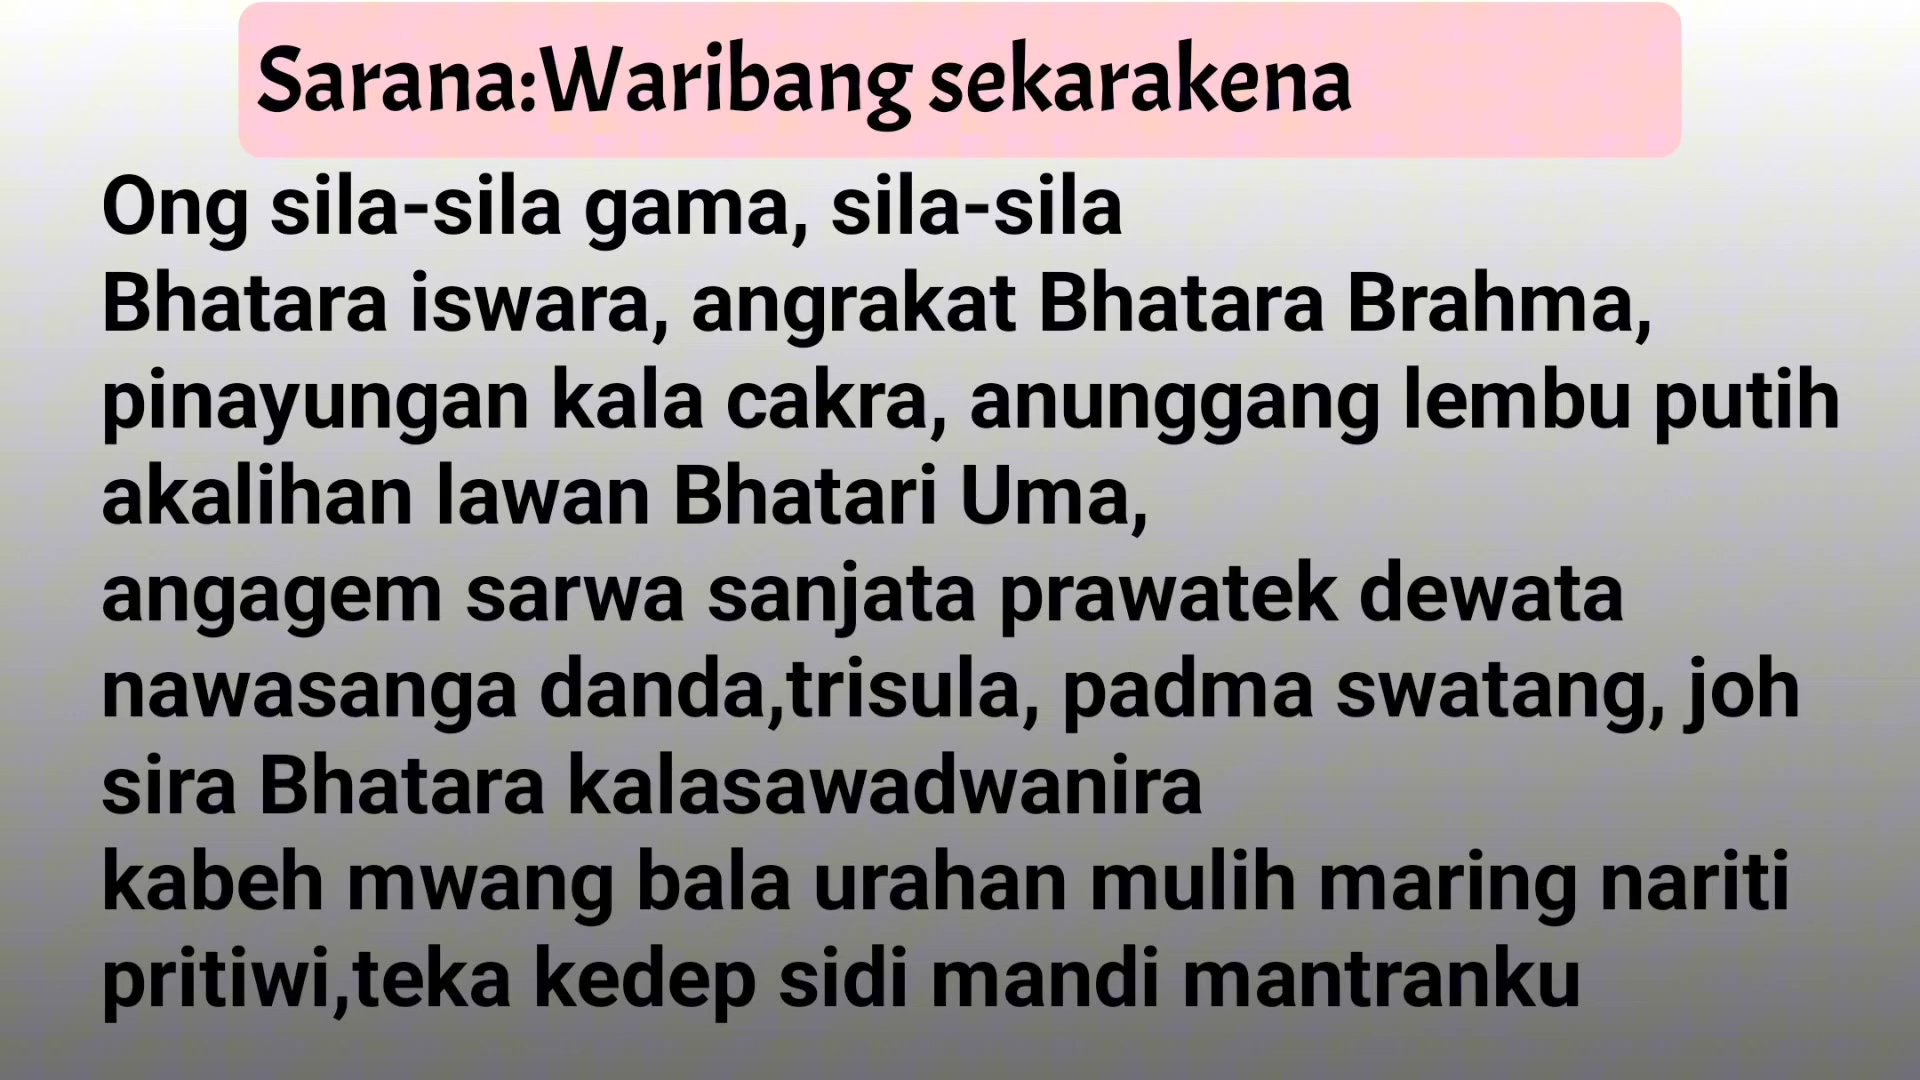 Sarana:Waribang sekarakena
Ong sila-sila gama, sila-sila
Bhatara iswara, angrakat Bhatara Brahma,
pinayungan kala cakra, anunggang lembu putih
akalihan lawan Bhatari Uma,
angagem sarwa sanjata prawatek dewata
nawasanga danda,trisula, padma swatang, joh
sira Bhatara kalasawadwanira
kabeh mwang bala urahan mulih maring nariti
pritiwi,teka kedep sidi mandi mantranku